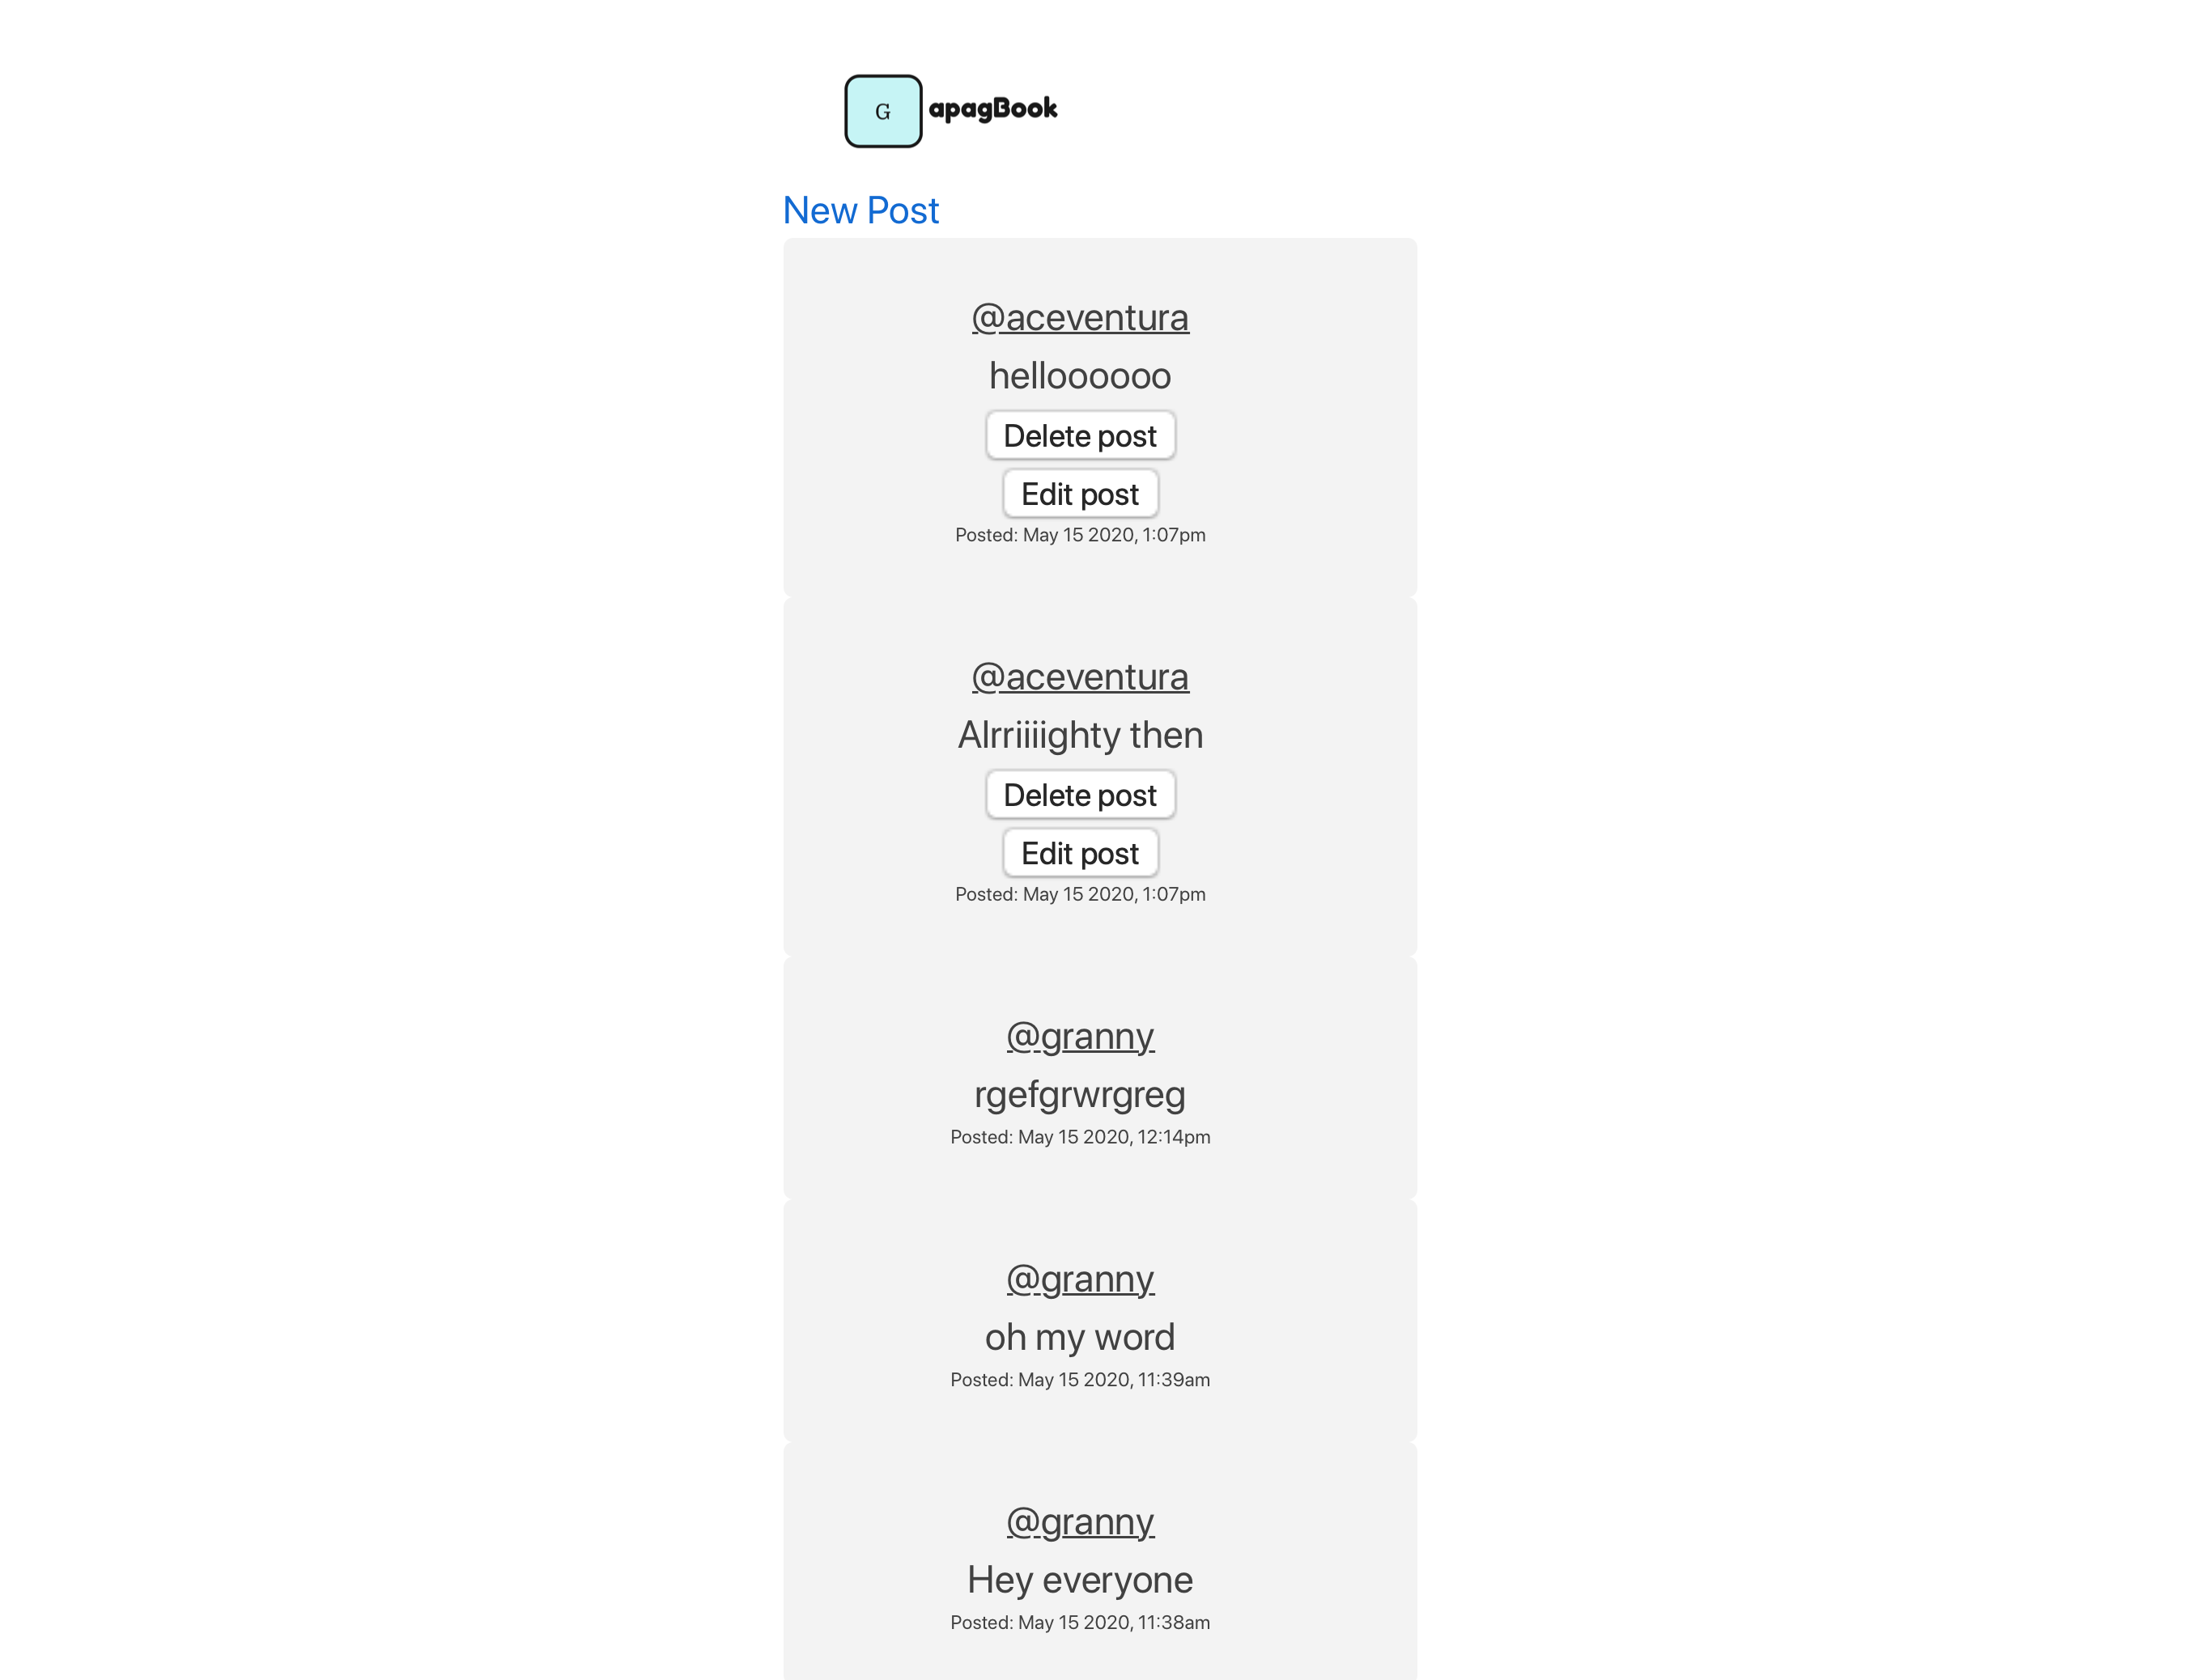 G apagBook
New Post
@aceventura
helloooooo
Delete post
Edit post
Posted: May 15 2020, 1:07pm
@aceventura
Alrriiiighty then
Delete post
Edit post
Posted: May 15 2020, 1:07pm
@granny
rgefgrwrgreg
Posted: May 15 2020, 12:14pm
@granny
oh my word
Posted: May 15 2020, 11:39am
@granny
Hey everyone
Posted: May 15 2020, 11:38am